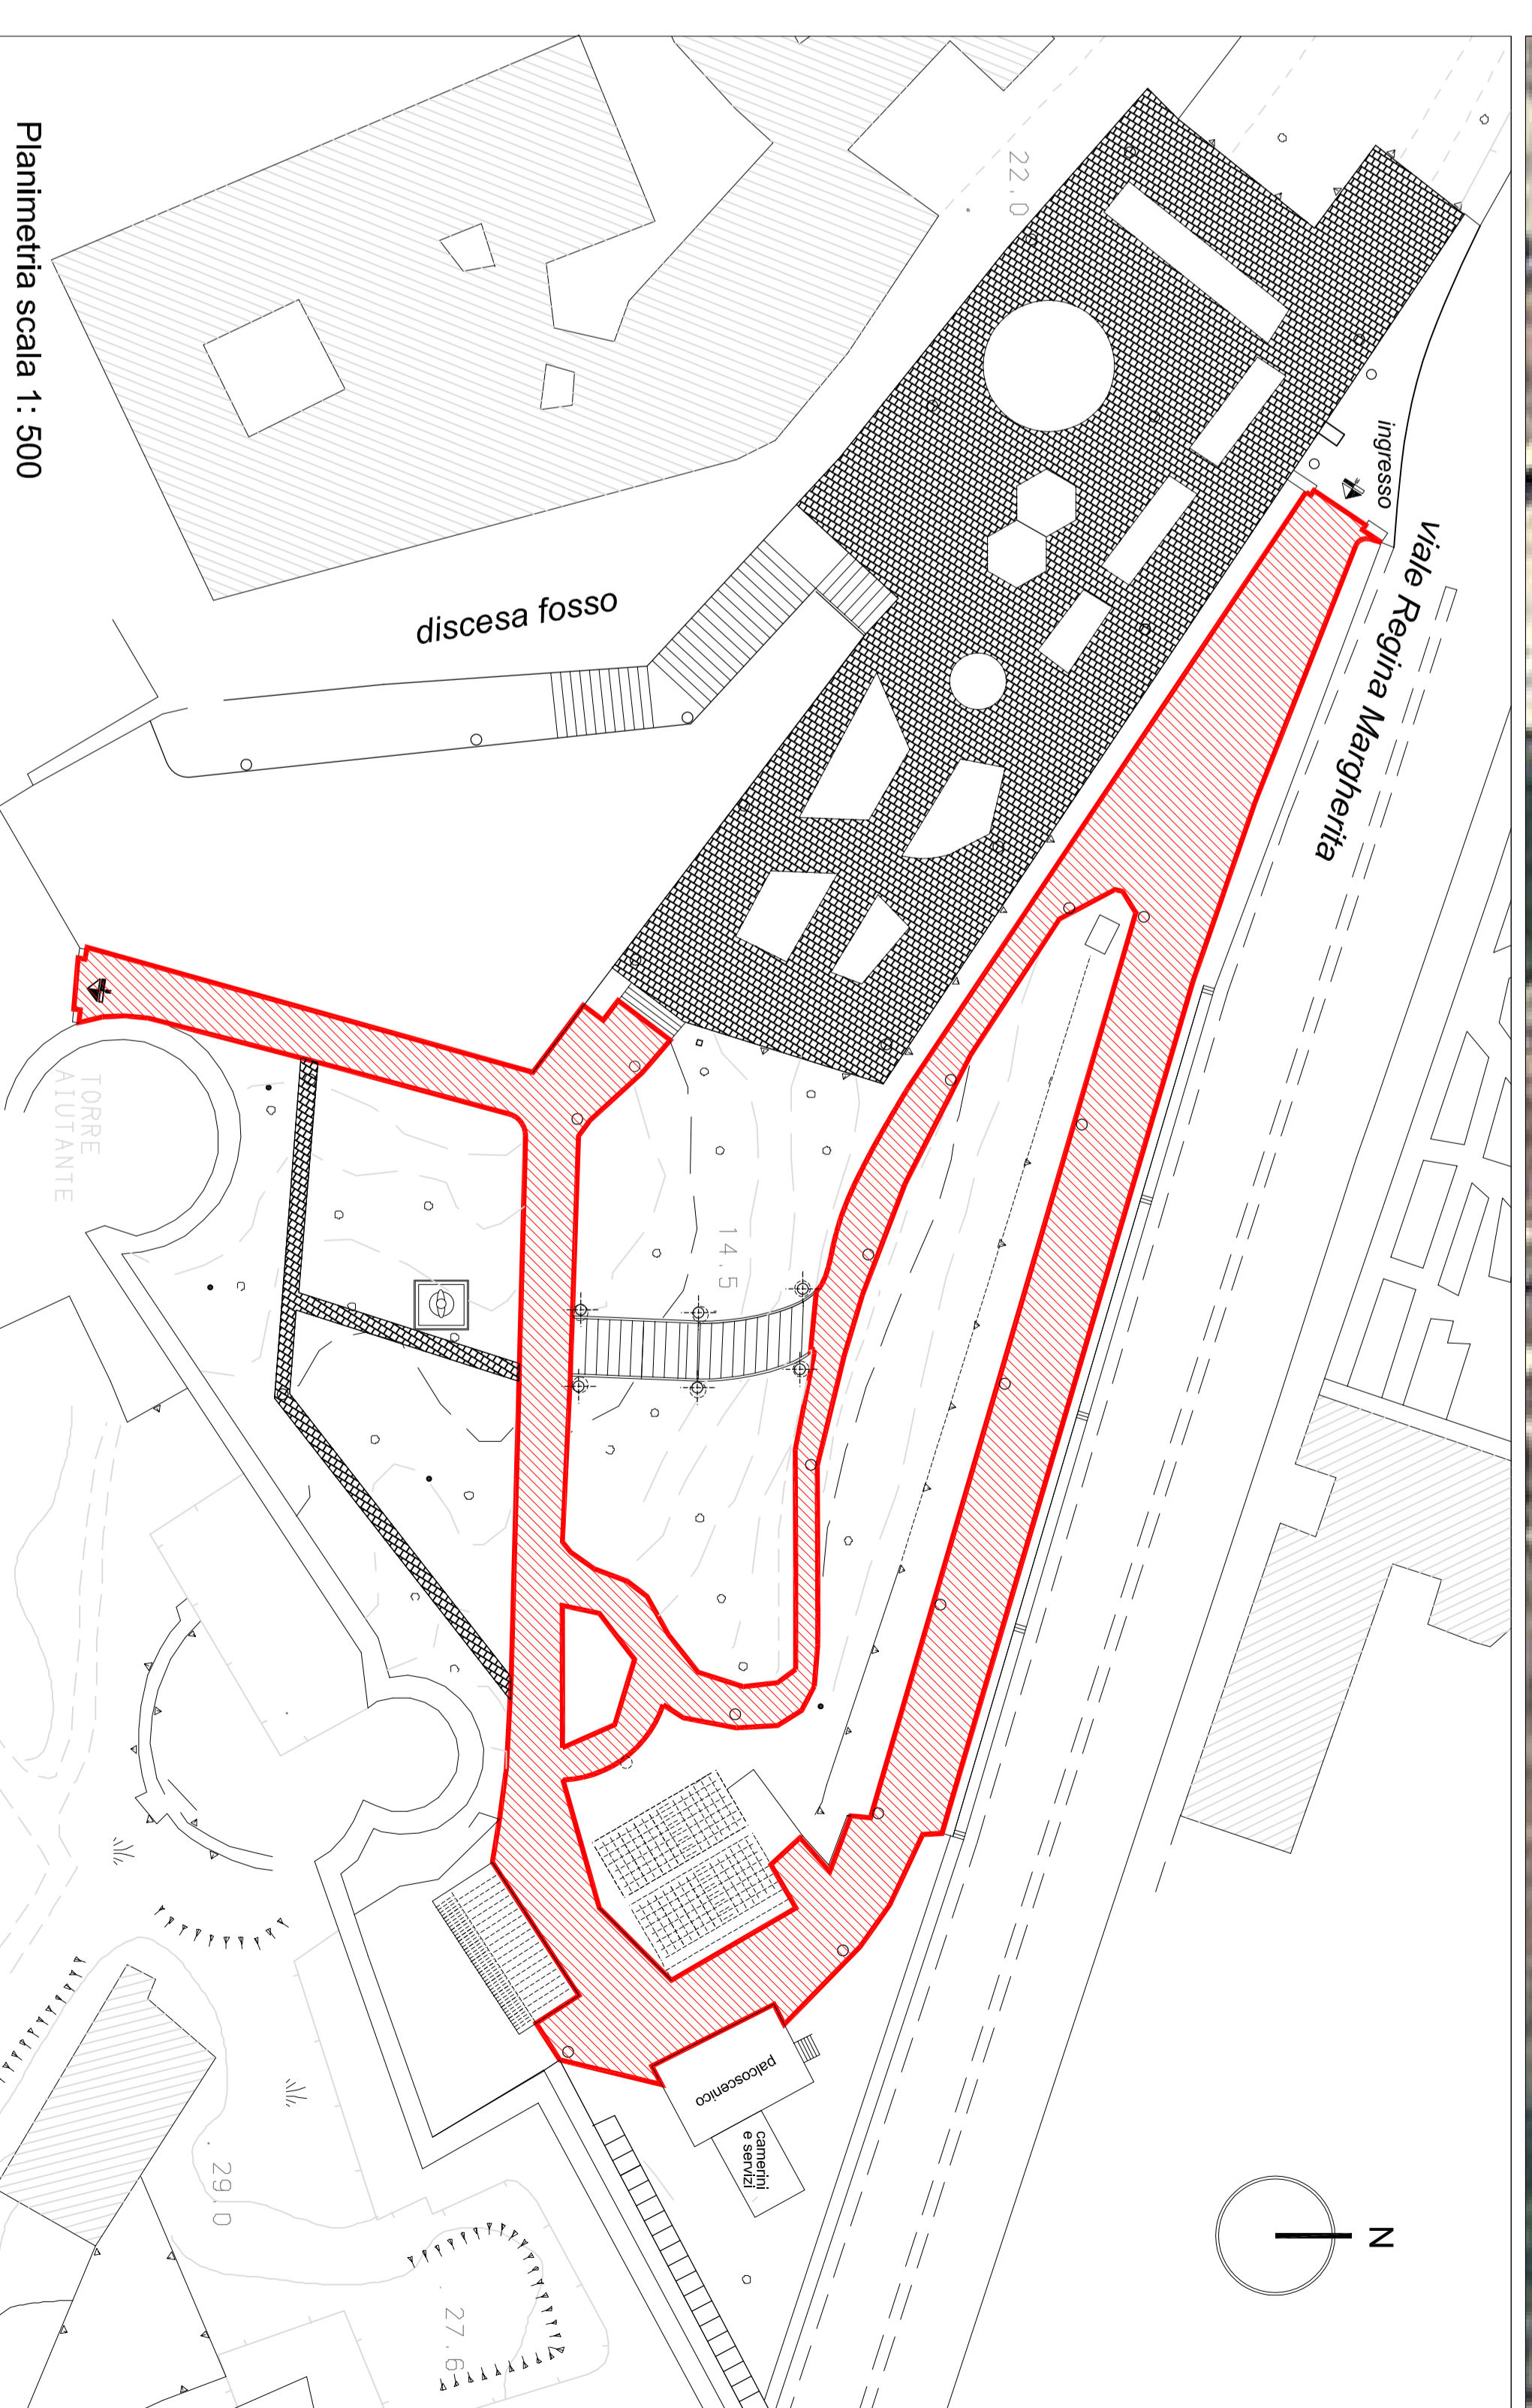 Planimetria scala 1: 500
22.0
ingresso
viale Regina Margherita
discesa fosso
TORRE
AIUTANTE
14.5
palcoscenico
camerini
e servizi
29.0
27.6
N